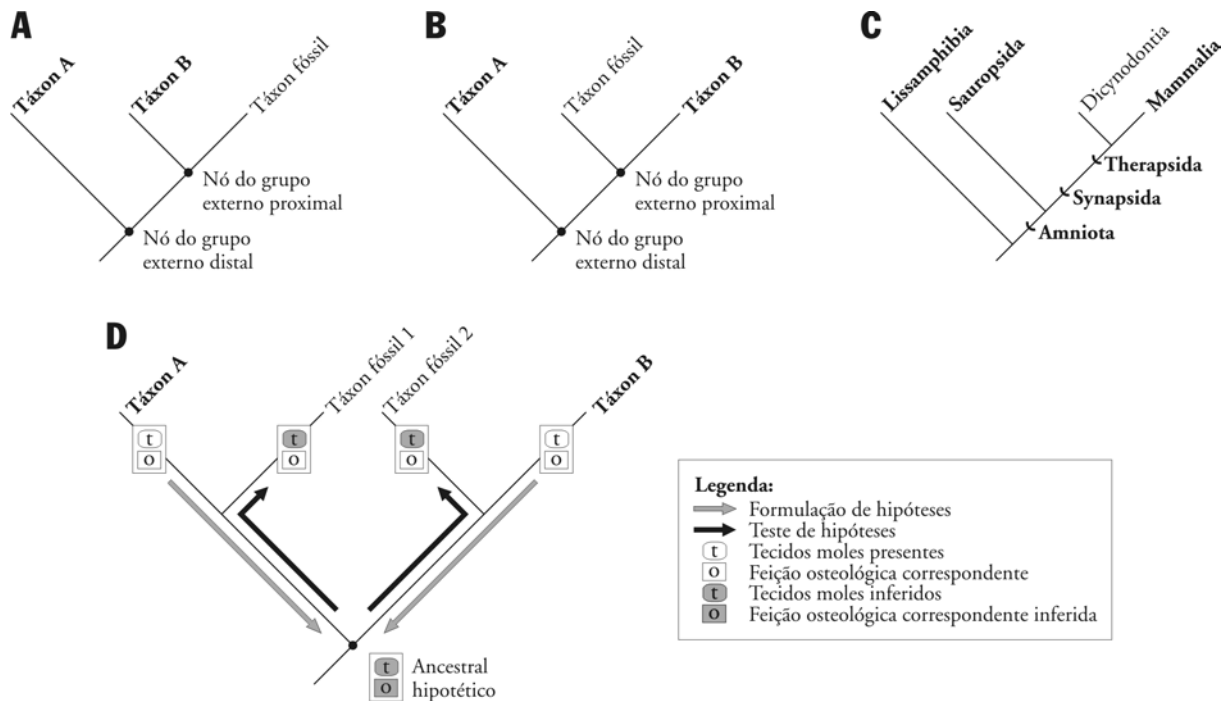 A
Táxon A
Táxon B
Táxon fóssil
Nó do grupo
externo proximal
Nó do grupo
externo distal
B
Táxon A
Táxon fóssil
Táxon B
Nó do grupo
externo proximal
Nó do grupo
externo distal
C
Lissamphibia
Sauropsida
Dicynodontia
Mammalia
Therapsida
Synapsida
Amniota
D
Táxon A
Táxon fóssil 1
Táxon fóssil 2
Táxon B
t
o
t
o
t
o
t
o
t
o
Ancestral
hipotético
Legenda:
Formulação de hipóteses
Teste de hipóteses
t Tecidos moles presentes
o Feição osteológica correspondente
t Tecidos moles inferidos
o Feição osteológica correspondente inferida